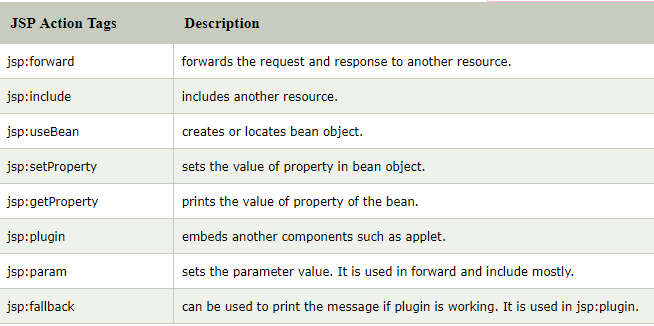 JSP Action Tags Description
jsp:forward forwards the request and response to another resource.
jsp:include includes another resource.
jsp:useBean creates or locates bean object.
jsp:setProperty sets the value of property in bean object.
jsp:getProperty prints the value of property of the bean.
jsp:plugin embeds another components such as applet.
jsp:param sets the parameter value. It is used in forward and include mostly.
jsp:fallback can be used to print the message if plugin is working. It is used in jsp:plugin.